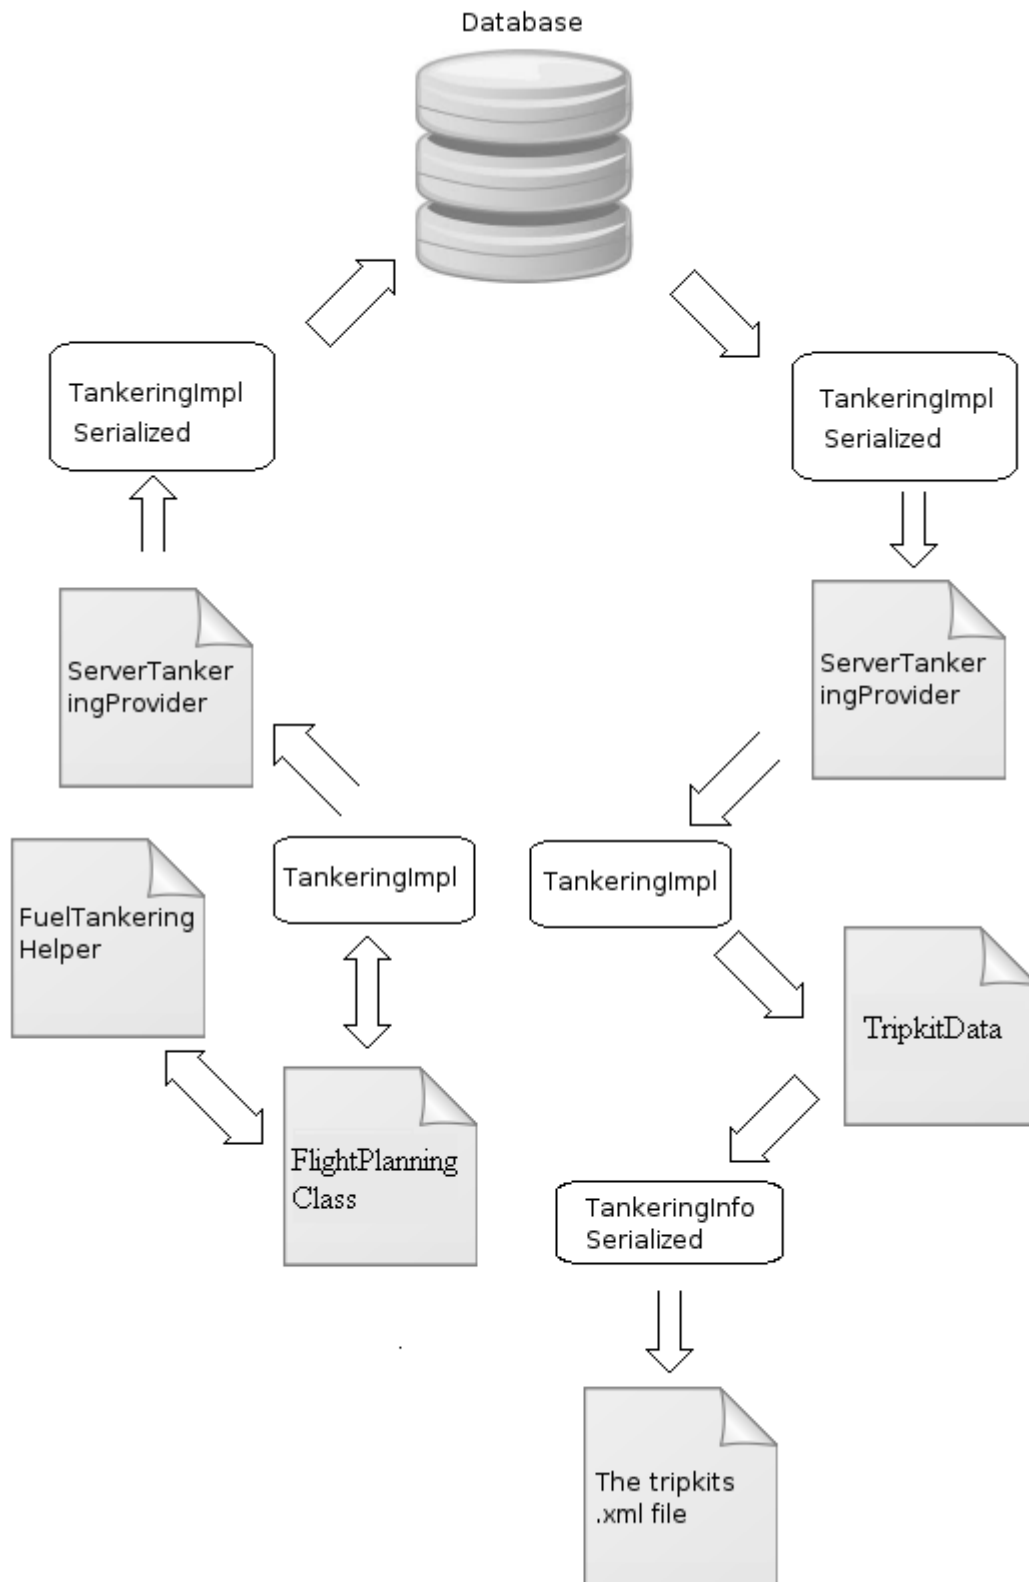 Database
TankeringImpl
Serialized
TankeringImpl
Serialized
ServerTanker
ingProvider
ServerTanker
ingProvider
TankeringImpl
TankeringImpl
FuelTankering
Helper
TripkitData
FlightPlanning
Class
TankeringInfo
Serialized
The tripkits
.xml file